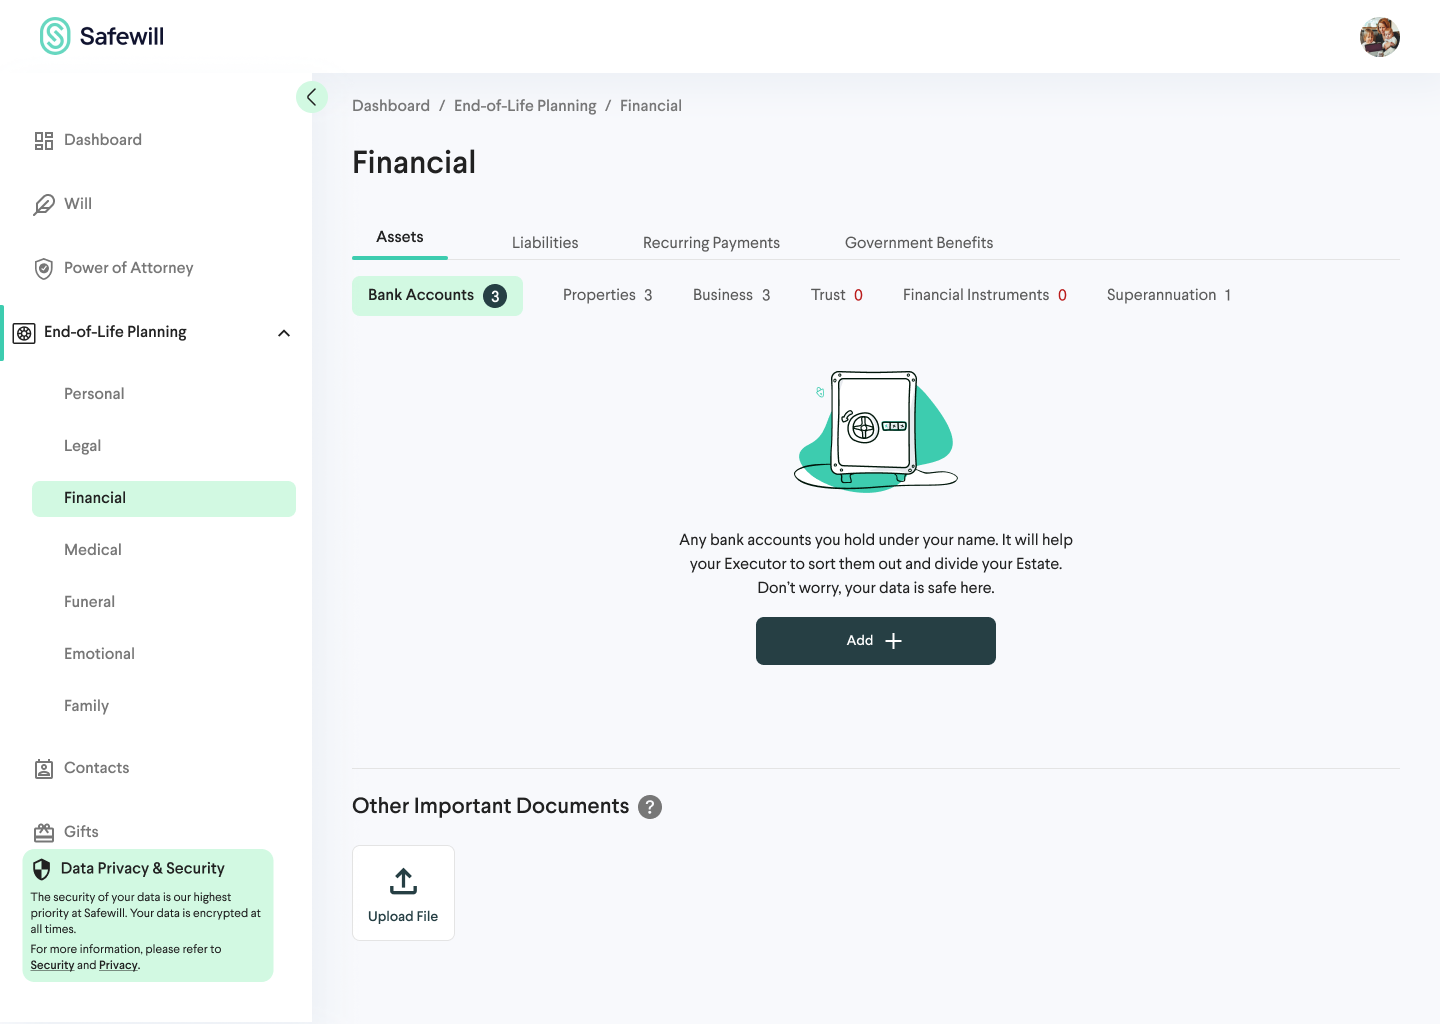 Safewill
Dashboard
Will
Power of Attorney
End-of-Life Planning
Personal
Legal
Financial
Medical
Funeral
Emotional
Family
Contacts
Gifts
Data Privacy & Security
The security of your data is our highest
priority at Safewill. Your data is encrypted at
all times.
For more information, please refer to
Security and Privacy.
Dashboard / End-of-Life Planning / Financial
Financial
Assets Liabilities Recurring Payments Government Benefits
Bank Accounts 3 Properties 3 Business 3 Trust 0 Financial Instruments 0 Superannuation 1
Any bank accounts you hold under your name. It will help
your Executor to sort them out and divide your Estate.
Don't worry, your data is safe here.
Add +
Other Important Documents ?
Upload File